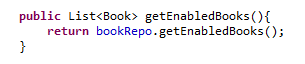 public List<Book> getEnabledBooks(){
return bookRepo.getEnabledBooks();
}